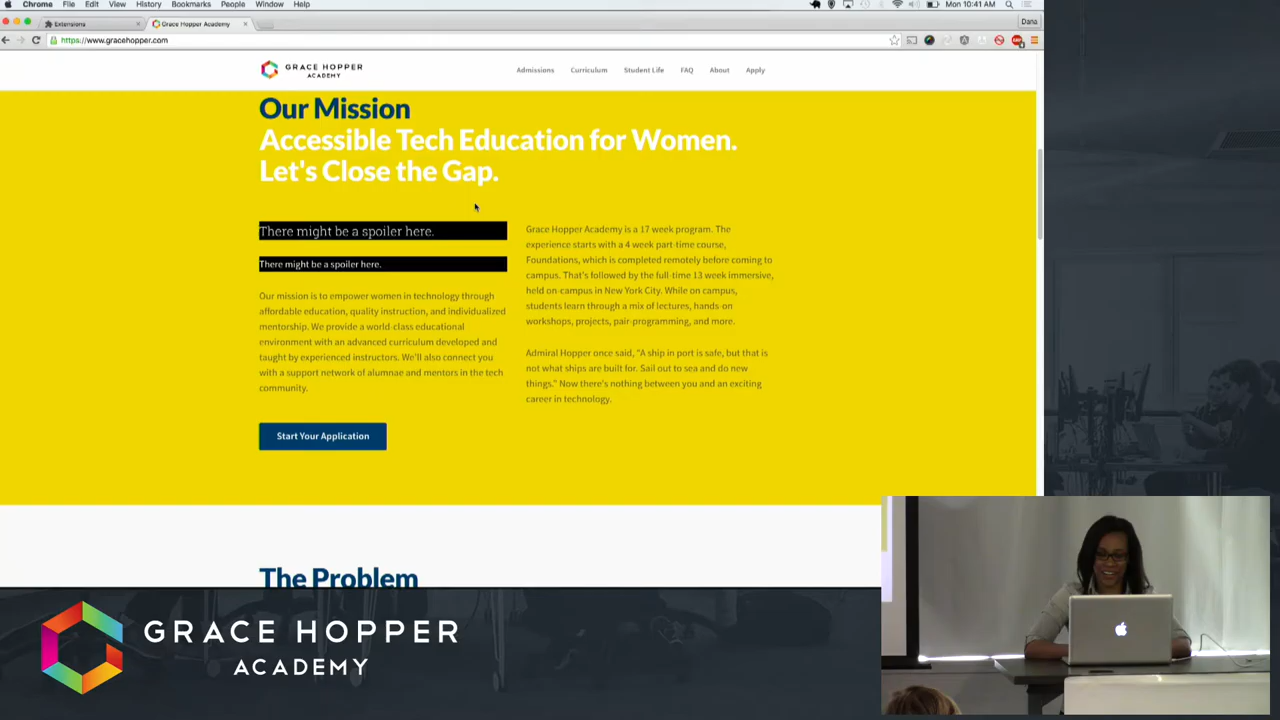 Chrome File Edit View History Bookmarks People Window Help
Mon 10:41 AM
Extensions
Grace Hopper Academy
Dana
https://www.gracehopper.com
GRACE HOPPER
ACADEMY
Admissions Curriculum Student Life FAQ About Apply
Our Mission
Accessible Tech Education for Women.
Let's Close the Gap.
There might be a spoiler here.
There might be a spoiler here.
Our mission is to empower women in technology through
affordable education, quality instruction, and individualized
mentorship. We provide a world-class educational
environment with an advanced curriculum developed and
taught by experienced instructors. We'll also connect you
with a support network of alumnae and mentors in the tech
community.
Start Your Application
Grace Hopper Academy is a 17 week program. The
experience starts with a 4 week part-time course,
Foundations, which is completed remotely before coming to
campus. That's followed by the full-time 13 week immersive,
held on-campus in New York City. While on campus,
students learn through a mix of lectures, hands-on
workshops, projects, pair-programming, and more.
Admiral Hopper once said, "A ship in port is safe, but that is
not what ships are built for. Sail out to sea and do new
things." Now there's nothing between you and an exciting
career in technology.
The Problem
GRACE HOPPER
ACADEMY